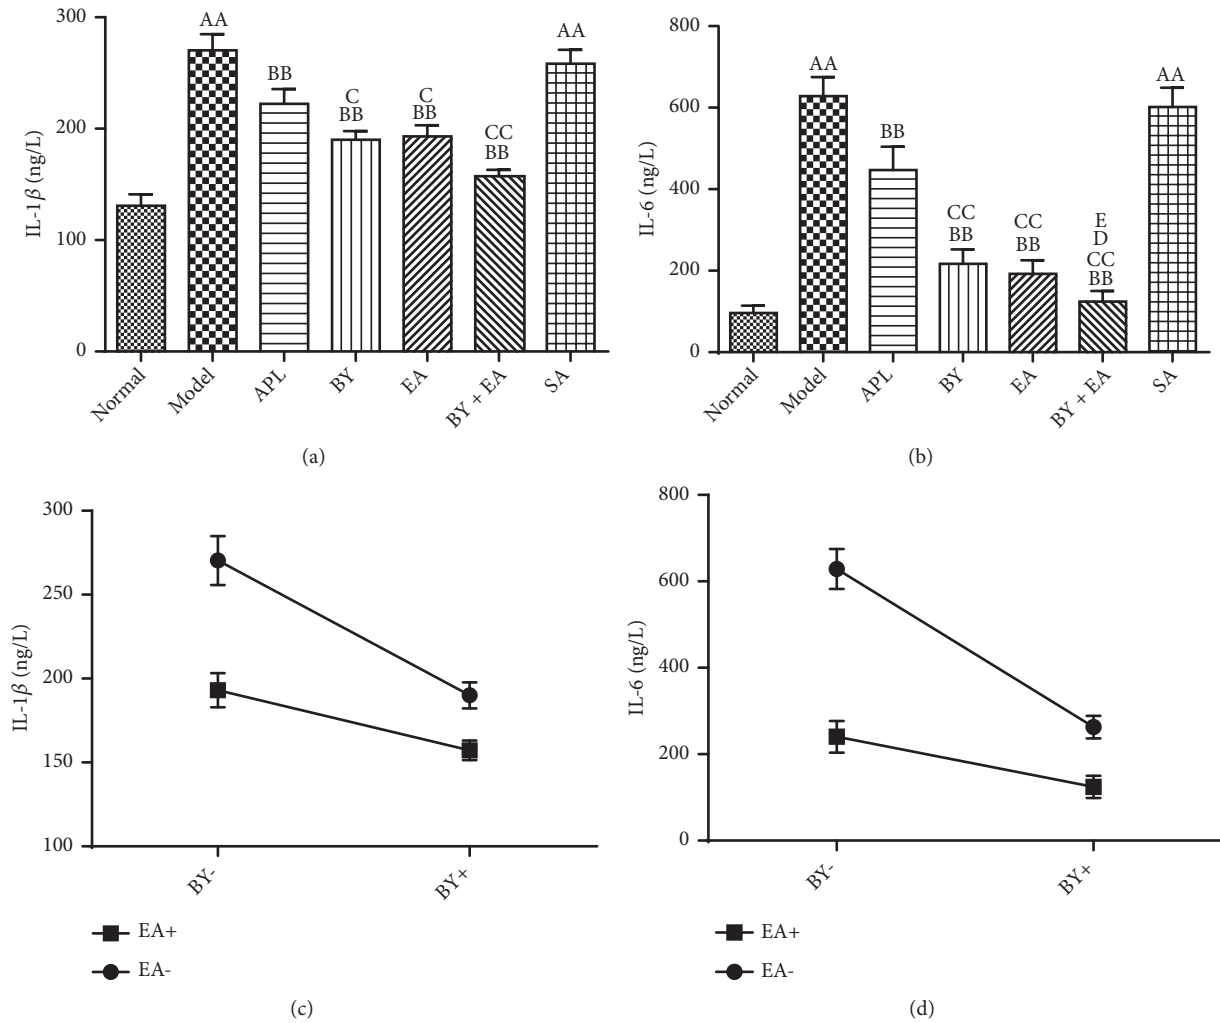 300
200
100
0
IL-1β (ng/L)
AA
BB
C
BB
C
BB
CC
BB
AA
Normal
Model
APL
BY
EA
BY + EA
SA
(a)
800
600
400
200
0
IL-6 (ng/L)
AA
BB
CC
BB
CC
BB
E
D
CC
BB
AA
Normal
Model
APL
BY
EA
BY + EA
SA
(b)
300
250
200
150
100
IL-1β (ng/L)
BY-
BY+
EA+
EA-
(c)
800
600
400
200
0
IL-6 (ng/L)
BY-
BY+
EA+
EA-
(d)